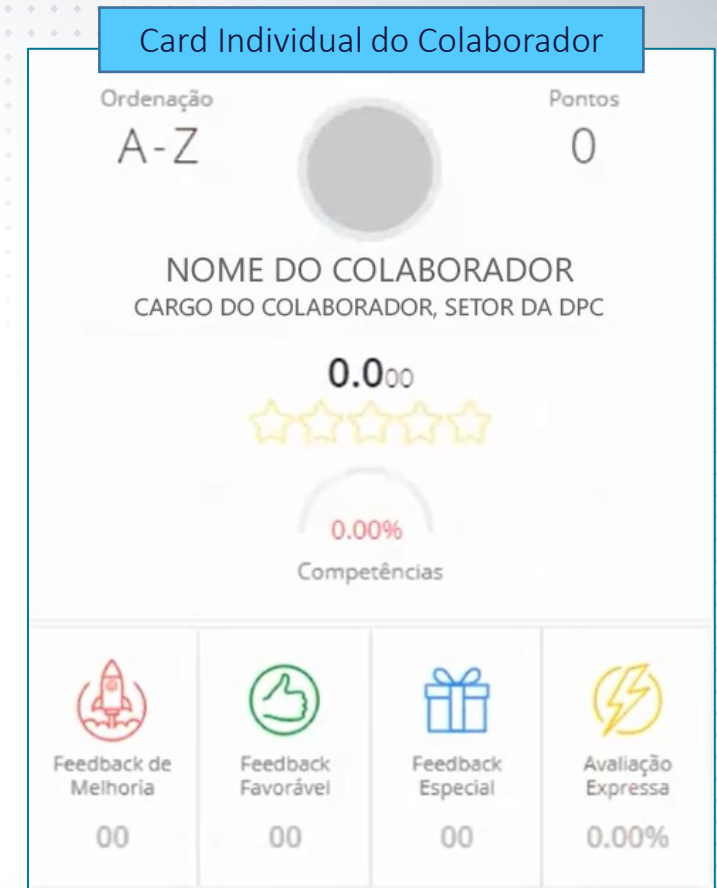 Card Individual do Colaborador
Ordenação
A-Z
Pontos
0
NOME DO COLABORADOR
CARGO DO COLABORADOR, SETOR DA DPC
0.000
0.00%
Competências
Feedback de
Melhoria
00
Feedback
Favorável
00
Feedback
Especial
00
Avaliação
Expressa
0.00%